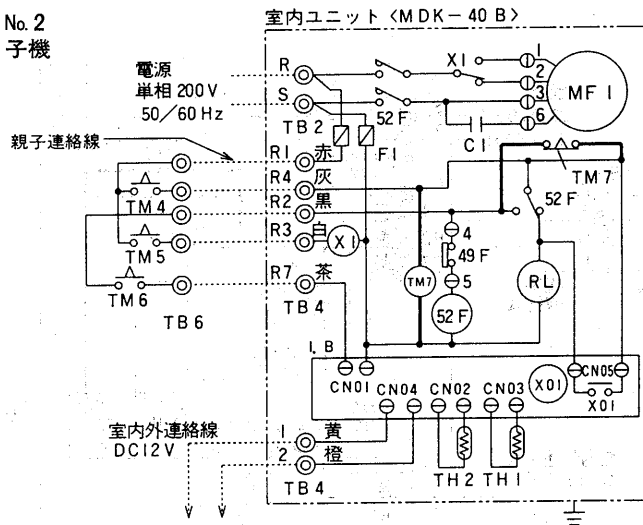 No. 2
子機
室内ユニット〈MDK－40B〉
電源
単相 200V
50／60 Hz
R
S
TB2
52F
X1
1
2
3
6
MF1
C1
親子連絡線
R1 赤
F1
R4 灰
R2 黒
R3 白
X1
R7 茶
TB4
TM4
TM5
TM6
TB6
TM7
52F
4
49F
5
TM7
52F
RL
I.B
CN01
CN04
CN02
CN03
X01
CN05
X01
室内外連絡線
DC12V
1 黄
2 橙
TB4
TH2
TH1